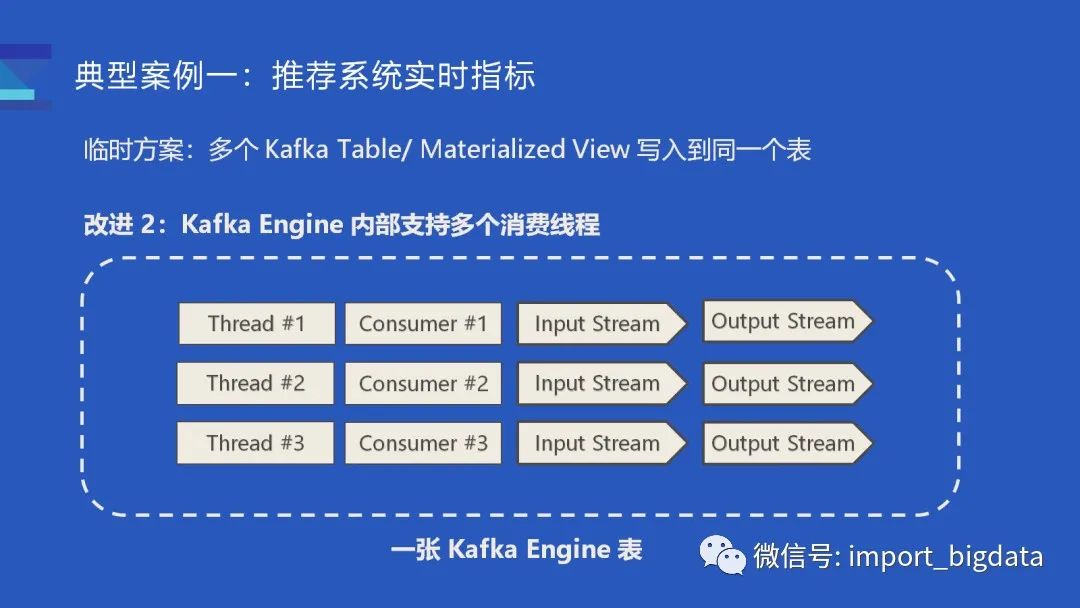 典型案例一：推荐系统实时指标
临时方案：多个 Kafka Table/ Materialized View 写入到同一个表
改进 2：Kafka Engine 内部支持多个消费线程
Thread #1 Consumer #1 Input Stream Output Stream
Thread #2 Consumer #2 Input Stream Output Stream
Thread #3 Consumer #3 Input Stream Output Stream
一张 Kafka Engine 表
微信号: import_bigdata